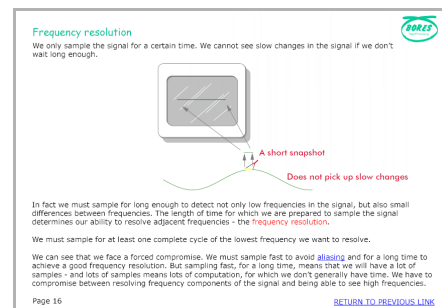 BORES
Frequency resolution
We only sample the signal for a certain time. We cannot see slow changes in the signal if we don't
wait long enough.
A short snapshot
Does not pick up slow changes
In fact we must sample for long enough to detect not only low frequencies in the signal, but also small
differences between frequencies. The length of time for which we are prepared to sample the signal
determines our ability to resolve adjacent frequencies - the frequency resolution.
We must sample for at least one complete cycle of the lowest frequency we want to resolve.
We can see that we face a forced compromise. We must sample fast to avoid aliasing and for a long time to
achieve a good frequency resolution. But sampling fast, for a long time, means that we will have a lot of
samples - and lots of samples means lots of computation, for which we don't generally have time. We have to
compromise between resolving frequency components of the signal and being able to see high frequencies.
Page 16
RETURN TO PREVIOUS LINK